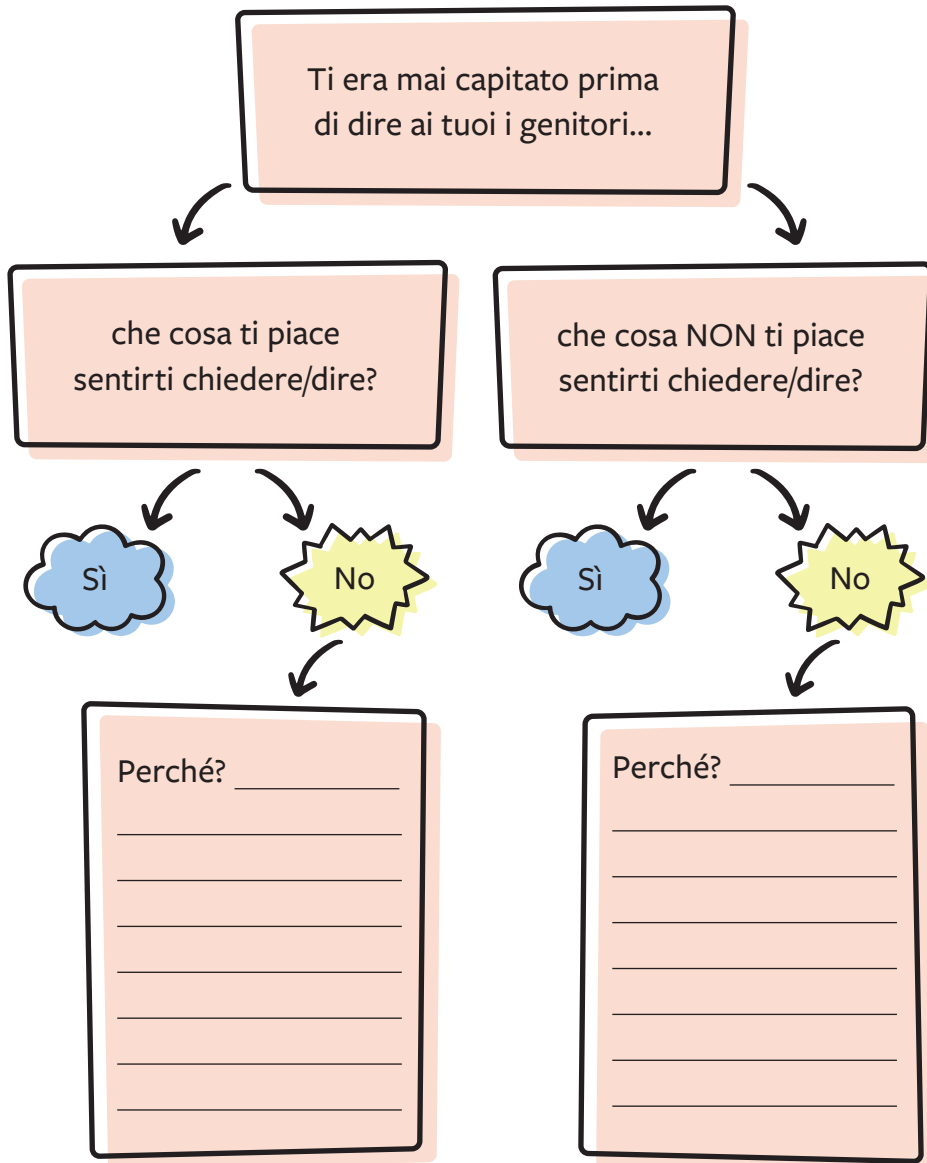 Ti era mai capitato prima
di dire ai tuoi i genitori...
che cosa ti piace
sentirti chiedere/dire?
che cosa NON ti piace
sentirti chiedere/dire?
Sì
No
Sì
No
Perché?
Perché?